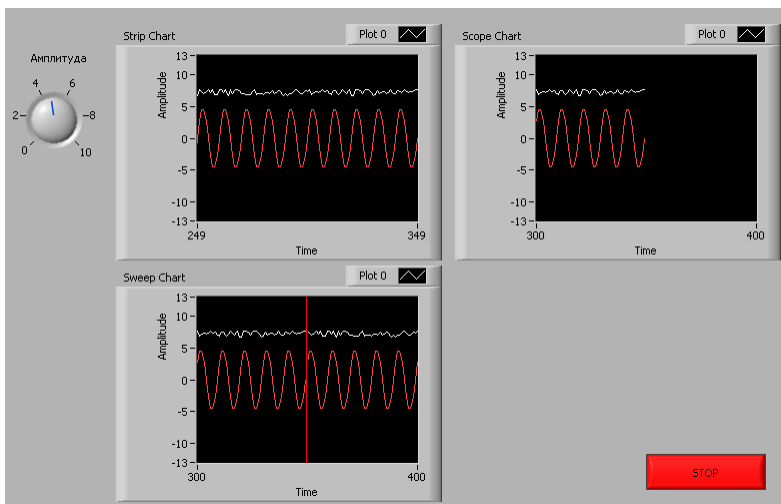 Strip Chart
Plot 0
Scope Chart
Plot 0
Амплитуда
0
2
4
6
8
10
Amplitude
13
10
5
0
-5
-10
-13
249
349
Time
Amplitude
13
10
5
0
-5
-10
-13
300
400
Time
Sweep Chart
Plot 0
Amplitude
13
10
5
0
-5
-10
-13
300
400
Time
STOP